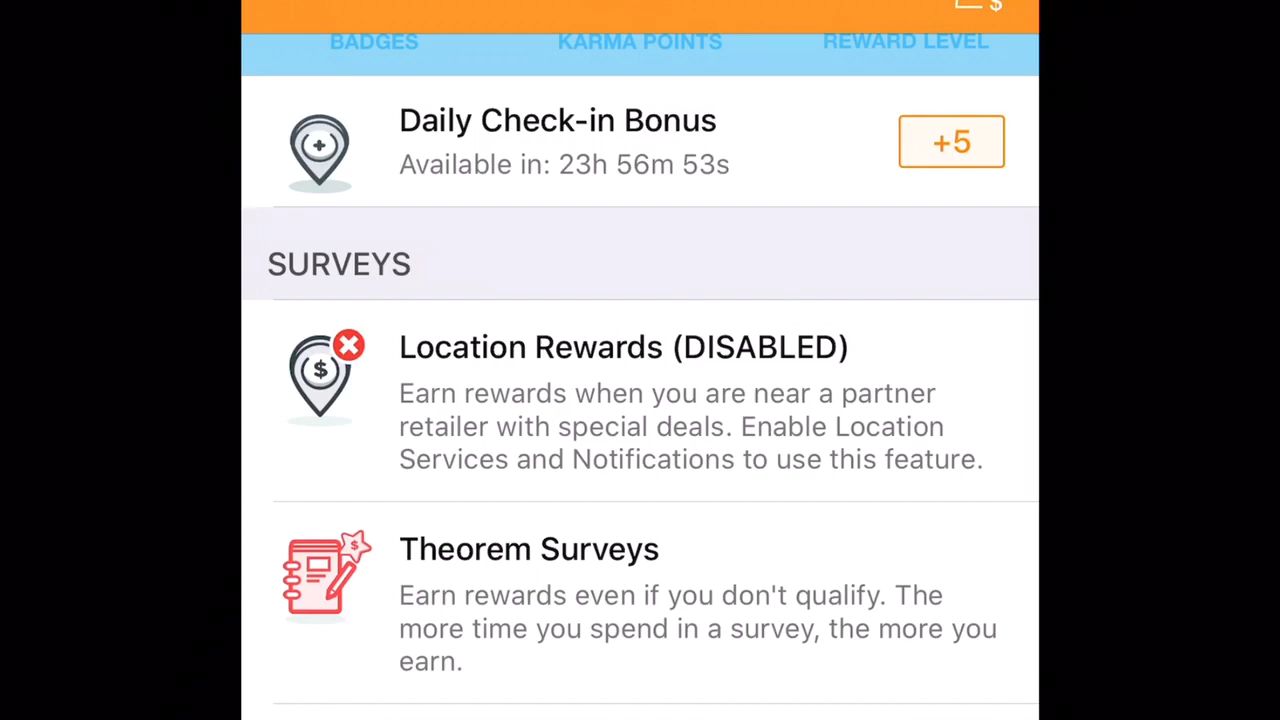 $
BADGES KARMA POINTS REWARD LEVEL
Daily Check-in Bonus
Available in: 23h 56m 53s
+5
SURVEYS
$
Location Rewards (DISABLED)
Earn rewards when you are near a partner
retailer with special deals. Enable Location
Services and Notifications to use this feature.
$
Theorem Surveys
Earn rewards even if you don't qualify. The
more time you spend in a survey, the more you
earn.